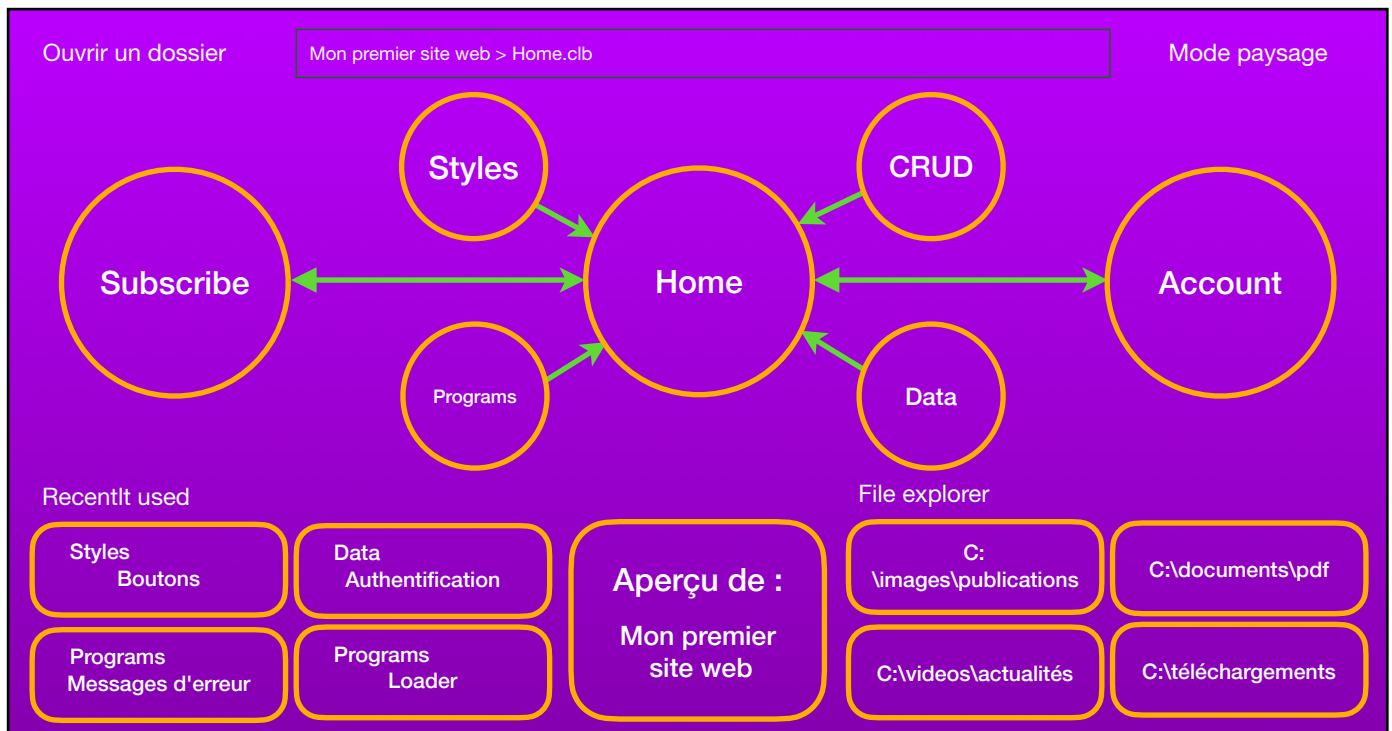 Ouvrir un dossier
Mon premier site web > Home.clb
Mode paysage
Styles
CRUD
Subscribe
Home
Account
Programs
Data
RecentIt used
File explorer
Styles
Boutons
Data
Authentification
Programs
Messages d'erreur
Programs
Loader
Aperçu de :
Mon premier
site web
C:
\images\publications
C:\documents\pdf
C:\videos\actualités
C:\téléchargements